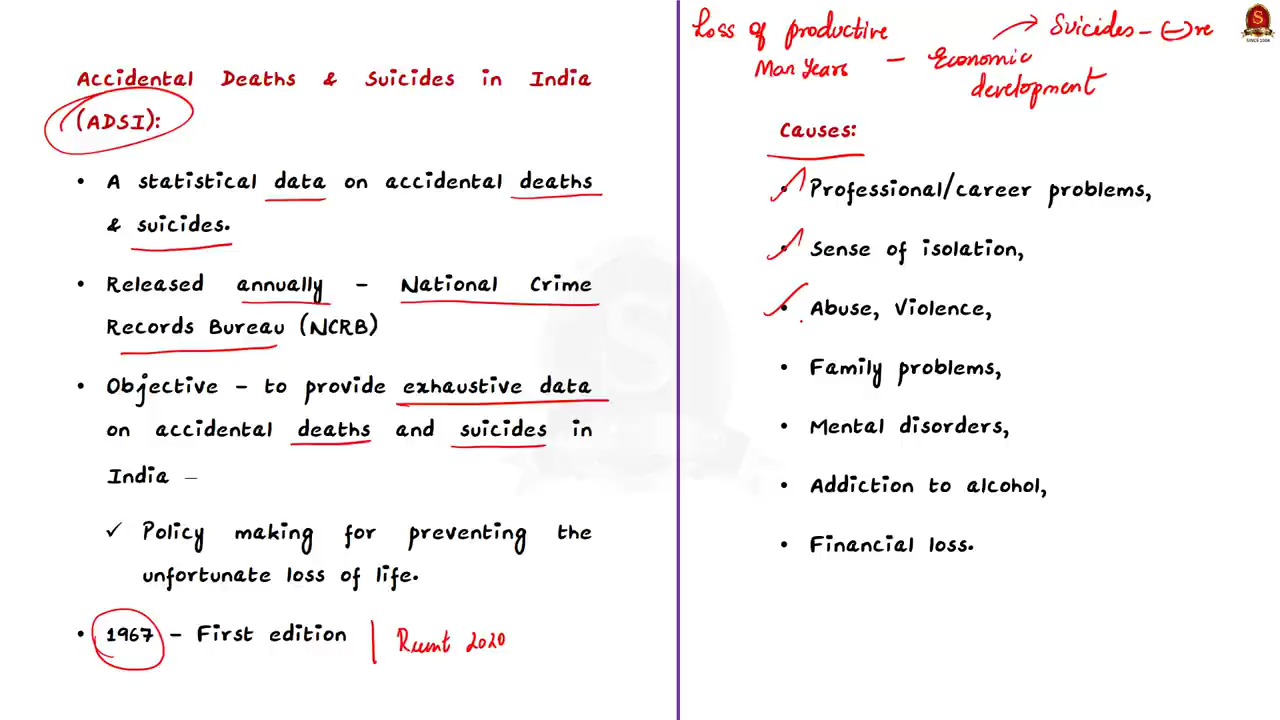 Accidental Deaths & Suicides in India
(ADSI):
• A statistical data on accidental deaths
& suicides.
• Released annually - National Crime
Records Bureau (NCRB)
• Objective - to provide exhaustive data
on accidental deaths and suicides in
India –
✓ Policy making for preventing the
unfortunate loss of life.
• 1967 - First edition | Recent 2020
Loss of productive
Man Years - Economic
development
Suicides - (-)ve
S
SINCE 2004
Causes:
• Professional/career problems,
• Sense of isolation,
• Abuse, Violence,
• Family problems,
• Mental disorders,
• Addiction to alcohol,
• Financial loss.